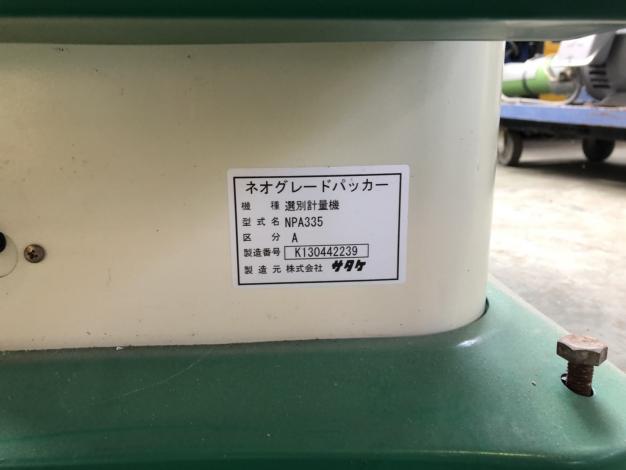 ネオグレードパッカー
機 種 選別計量機
型式名 NPA335
区 分 A
製造番号 K130442239
製造元 株式会社 サタケ